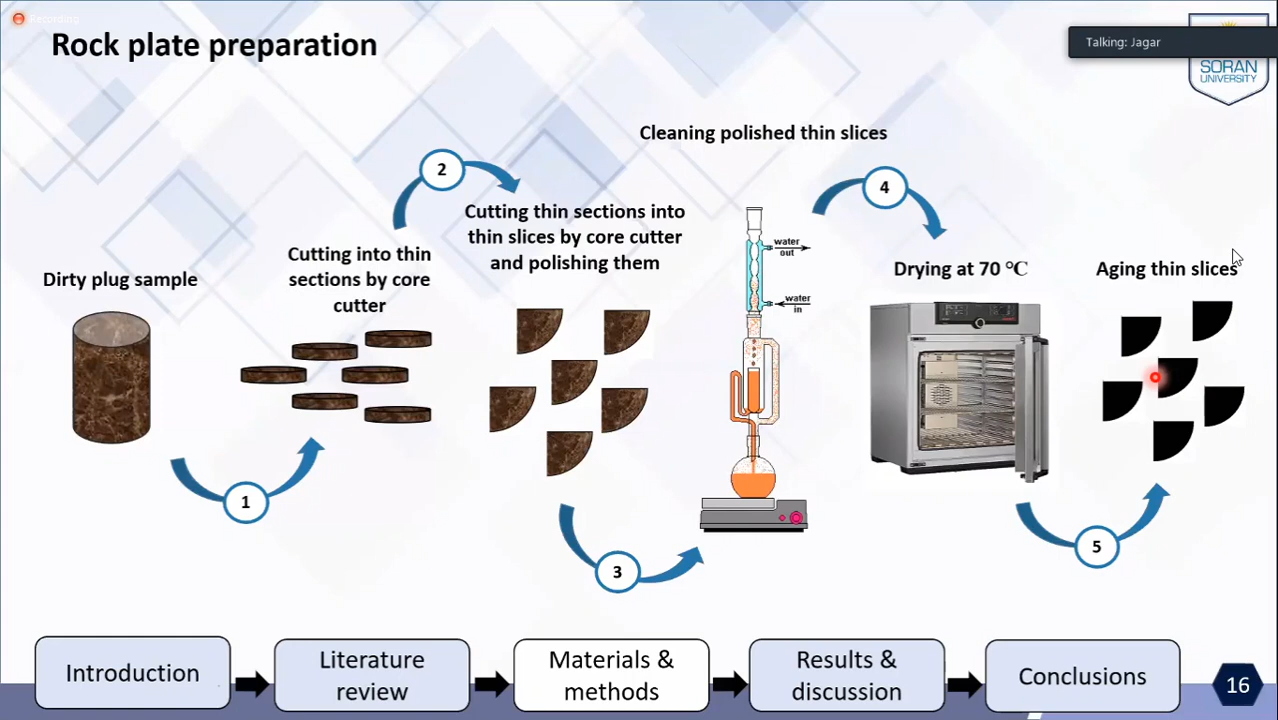 Recording
Rock plate preparation
Talking: Jagar
SORAN
UNIVERSITY
Cleaning polished thin slices
2
4
Cutting thin sections into
thin slices by core cutter
and polishing them
water
out
Cutting into thin
sections by core
cutter
Dirty plug sample
Drying at 70 ℃
Aging thin slices
water
in
1
3
5
Introduction
Literature
review
Materials &
methods
Results &
discussion
Conclusions
16